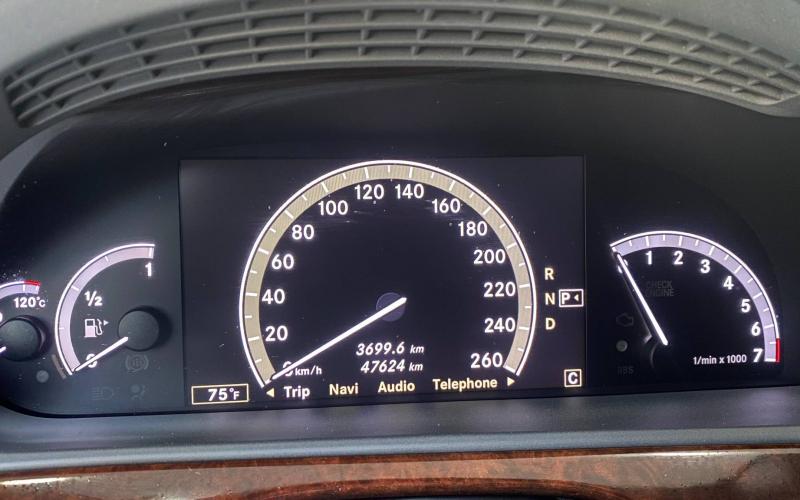 120°C
1
½
0
0
20
40
60
80
100
120
140
160
180
200
220
240
260
km/h
3699.6 km
47624 km
R
N
D
P
C
75°F
Trip Navi Audio Telephone
1
2
3
4
5
6
7
1/min x 1000
CHECK
ENGINE